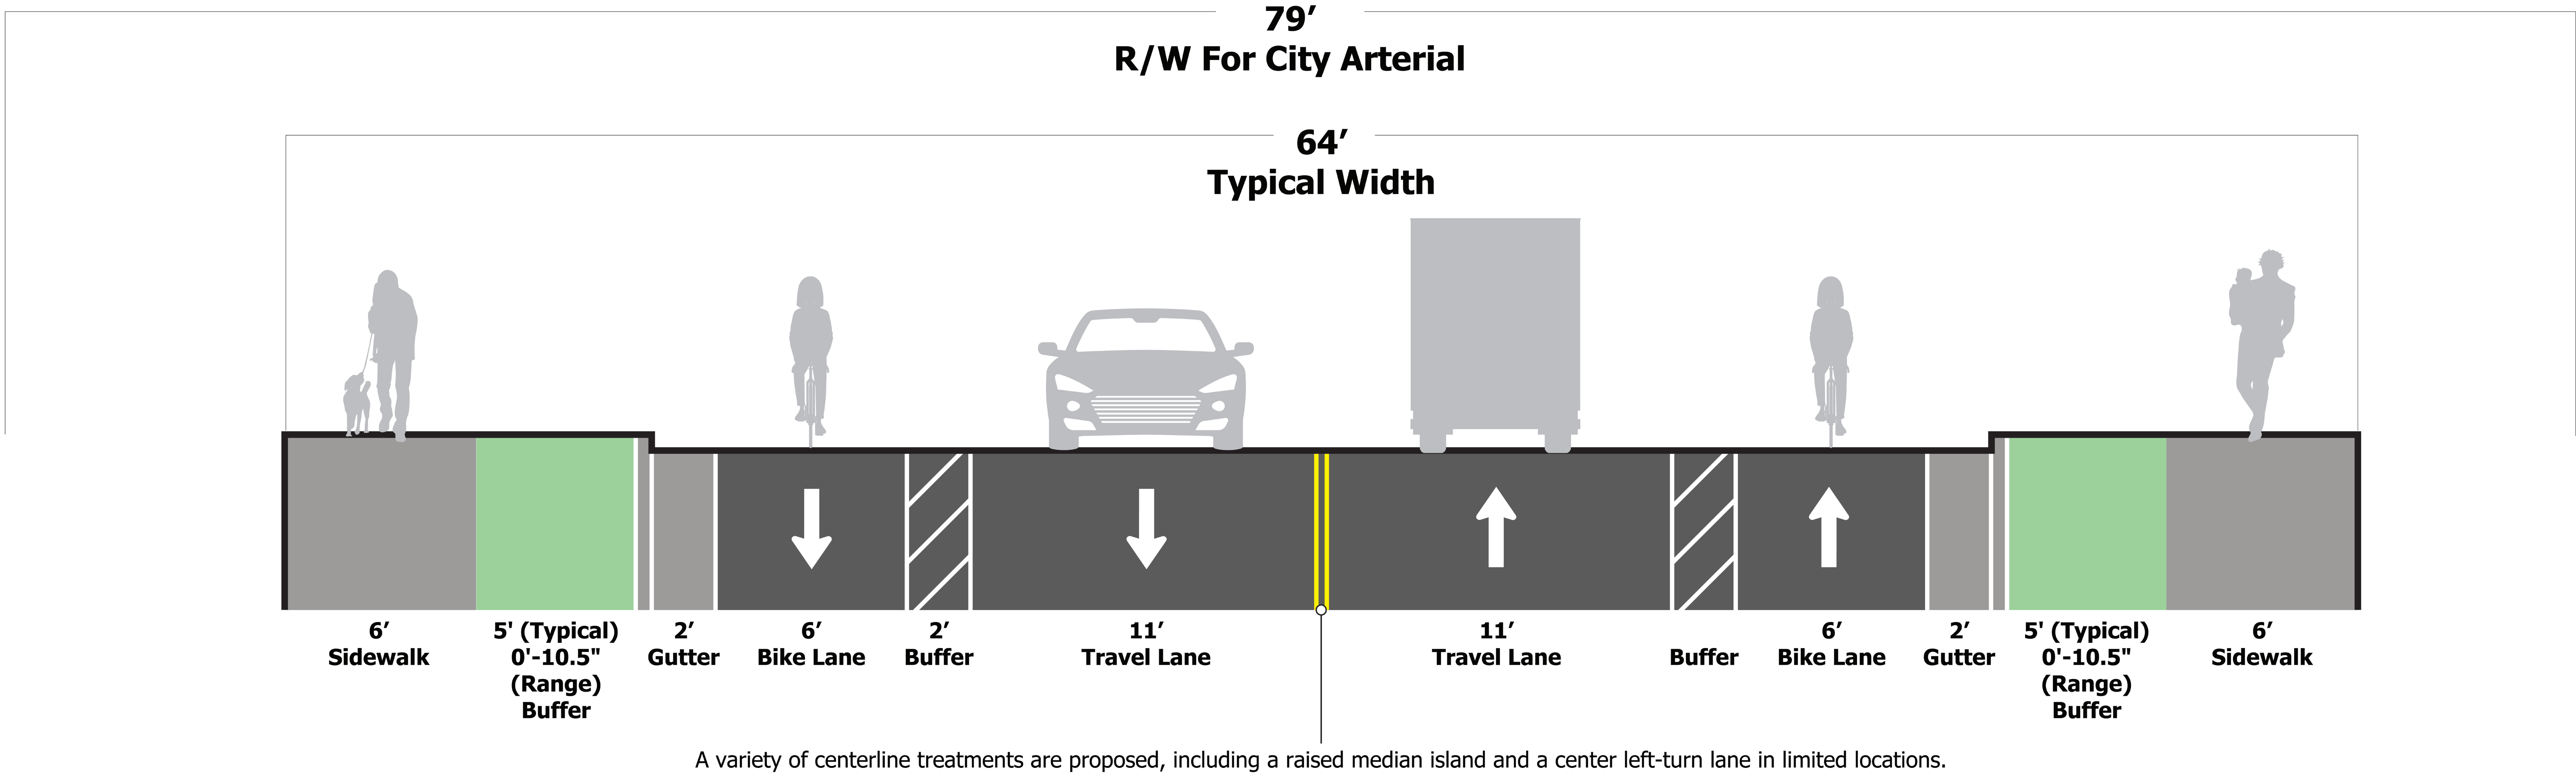 79’
R/W For City Arterial
64’
Typical Width
6’ 5' (Typical) 2’ 6’ 2’ 11’ 11’ 6’ 2’ 5' (Typical) 6’
Sidewalk 0'-10.5" Gutter Bike Lane Buffer Travel Lane Travel Lane Buffer Bike Lane Gutter 0'-10.5" Sidewalk
(Range) (Range)
Buffer Buffer
A variety of centerline treatments are proposed, including a raised median island and a center left-turn lane in limited locations.